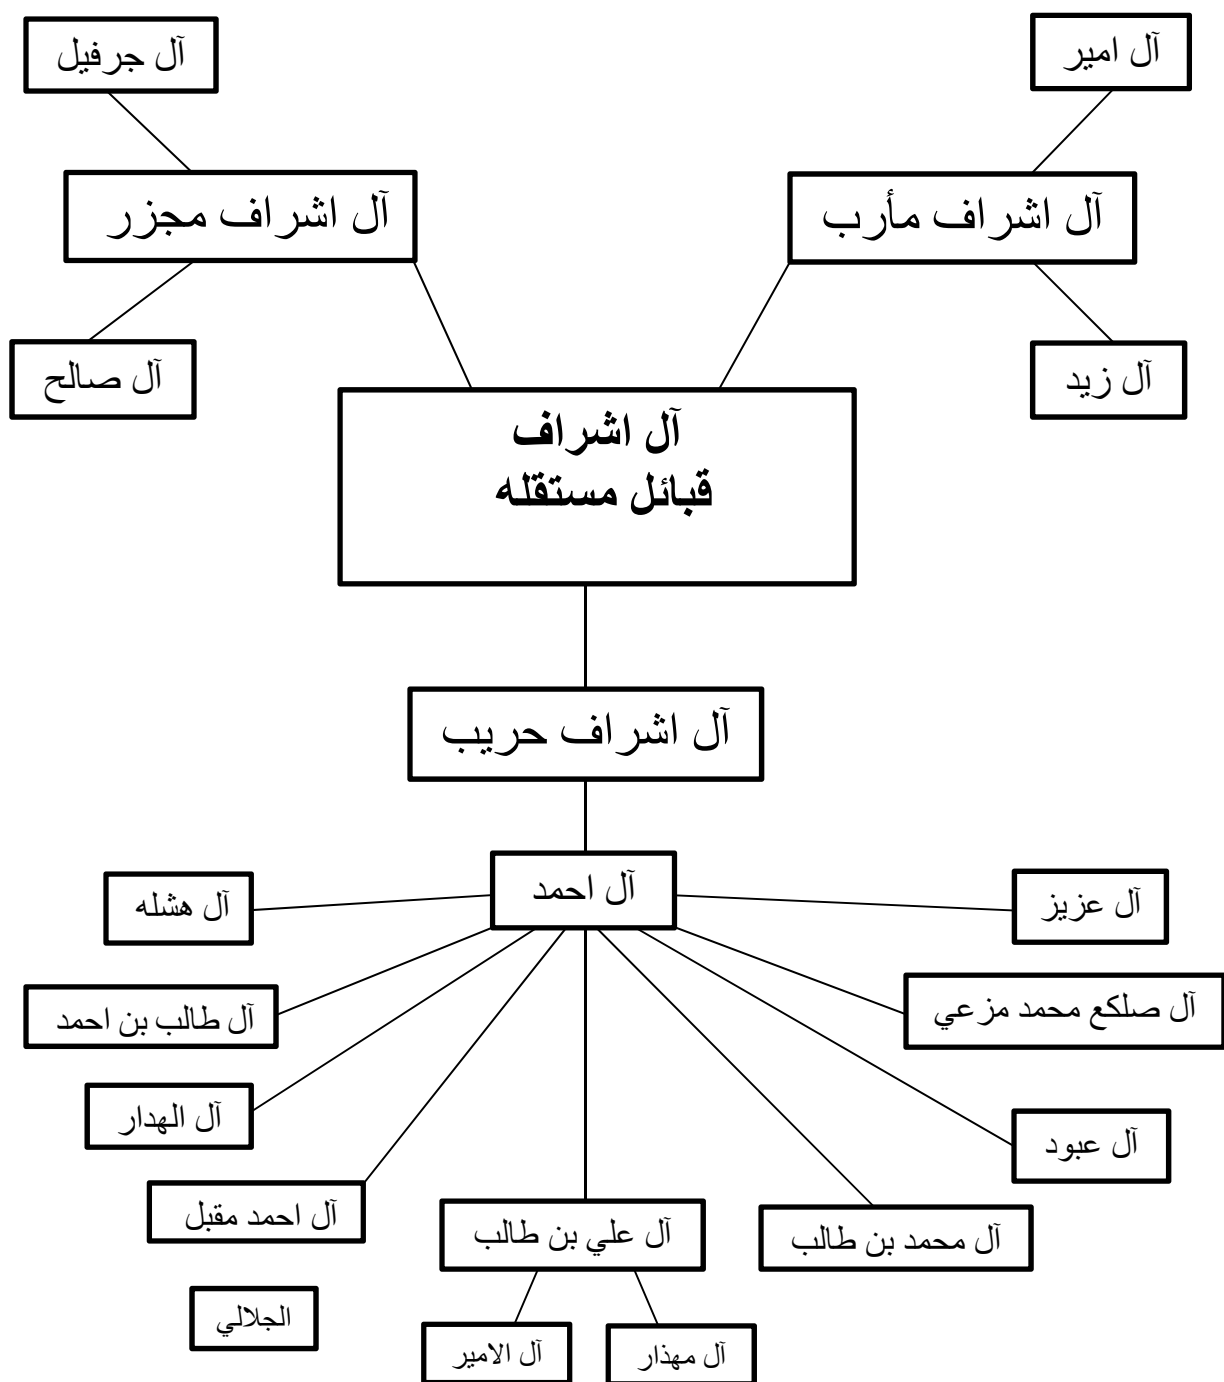 آل امير
آل جرفيل
آل اشراف مأرب
آل اشراف مجزر
آل زيد
آل صالح
آل اشراف
قبائل مستقله
آل اشراف حريب
آل احمد
آل عزيز
آل هشله
آل صلكع محمد مزعي
آل طالب بن احمد
آل عبود
آل الهدار
آل محمد بن طالب
آل علي بن طالب
آل احمد مقبل
آل مهذار
آل الامير
الجلالي